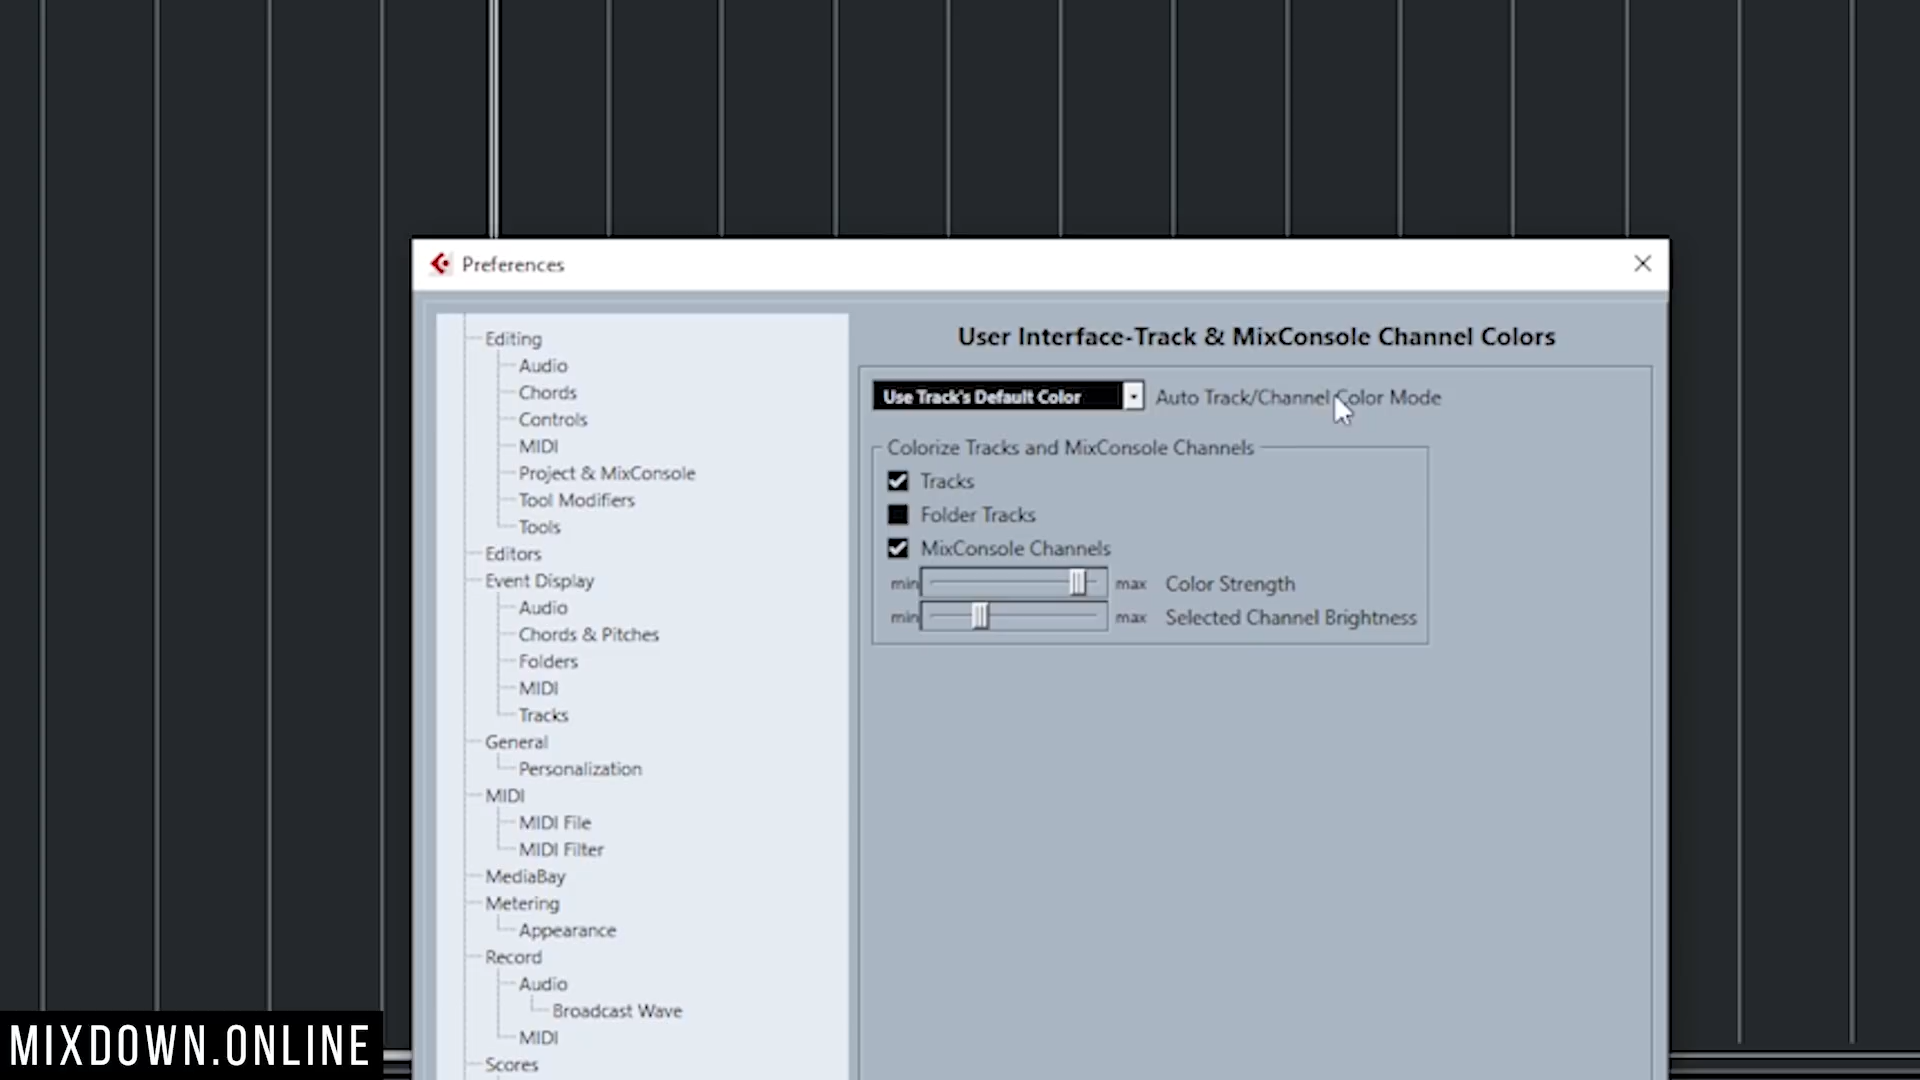 Preferences
Editing
Audio
Chords
Controls
MIDI
Project & MixConsole
Tool Modifiers
Tools
Editors
Event Display
Audio
Chords & Pitches
Folders
MIDI
Tracks
General
Personalization
MIDI
MIDI File
MIDI Filter
MediaBay
Metering
Appearance
Record
Audio
Broadcast Wave
MIDI
Scores
User Interface-Track & MixConsole Channel Colors
Use Track's Default Color Auto Track/Channel Color Mode
Colorize Tracks and MixConsole Channels
Tracks
Folder Tracks
MixConsole Channels
min max Color Strength
min max Selected Channel Brightness
MIXDOWN.ONLINE